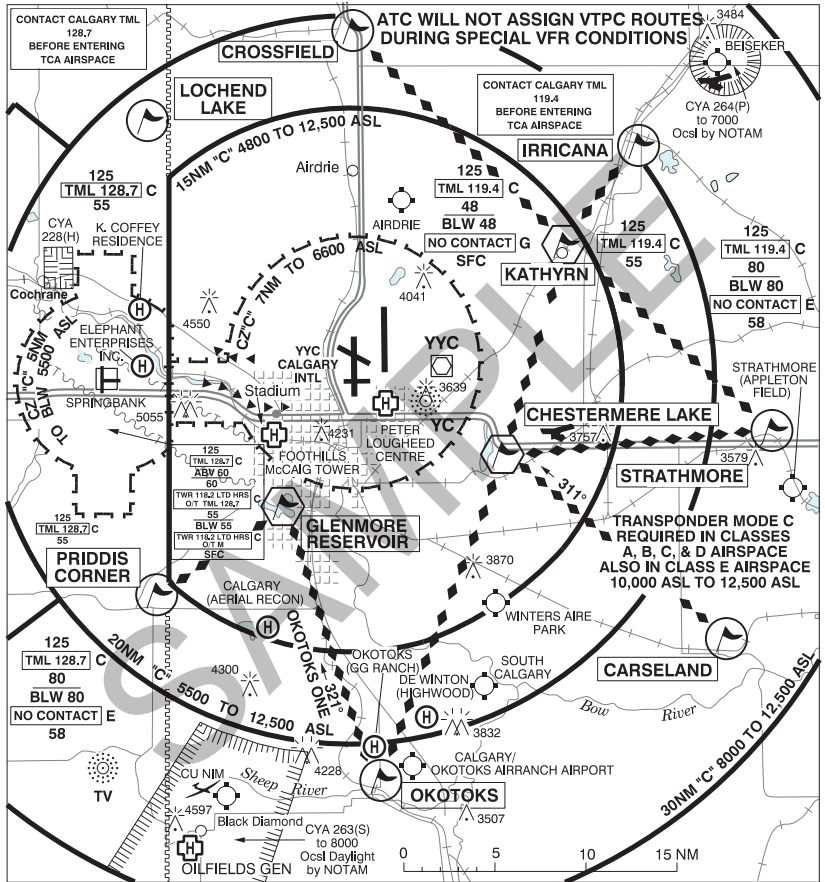 CONTACT CALGARY TML
128.7
BEFORE ENTERING
TCA AIRSPACE
CROSSFIELD
ATC WILL NOT ASSIGN VTPC ROUTES
DURING SPECIAL VFR CONDITIONS
3484
BEISEKER
CYA 264(P)
to 7000
Ocsl by NOTAM
LOCHEND
LAKE
CONTACT CALGARY TML
119.4
BEFORE ENTERING
TCA AIRSPACE
IRRICANA
15NM "C" 4800 TO 12,500 ASL
Airdrie
AIRDRIE
125
TML 128.7 C
55
CYA
228(H)
K. COFFEY
RESIDENCE
Cochrane
125
TML 119.4 C
48
BLW 48
NO CONTACT G
SFC
KATHYRN
125
TML 119.4 C
55
125
TML 119.4 C
80
BLW 80
NO CONTACT E
58
CZ "C" 7NM TO 6600 ASL
4041
4550
ELEPHANT
ENTERPRISES
INC.
CZ "C" 5NM
TO BLW 5500 ASL
SPRINGBANK
5055
YYC
CALGARY
INTL
YYC
3639
YC
Stadium
4231
PETER
LOUGHEED
CENTRE
FOOTHILLS
McCAIG TOWER
CHESTERMERE LAKE
3757
STRATHMORE
(APPLETON
FIELD)
3579
STRATHMORE
311°
125
TML 128.7 C
ABV 60
60
TWR 118.2 LTD HRS C
O/T TML 128.7
55
BLW 55
TWR 118.2 LTD HRS C
O/T M
SFC
125
TML 128.7 C
55
GLENMORE
RESERVOIR
PRIDDIS
CORNER
TRANSPONDER MODE C
REQUIRED IN CLASSES
A, B, C, & D AIRSPACE
ALSO IN CLASS E AIRSPACE
10,000 ASL TO 12,500 ASL
3870
CALGARY
(AERIAL RECON)
WINTERS AIRE
PARK
OKOTOKS ONE
321°
OKOTOKS
(GG RANCH)
DE WINTON
(HIGHWOOD)
SOUTH
CALGARY
CARSELAND
Bow River
125
TML 128.7 C
80
BLW 80
NO CONTACT E
58
20NM "C" 5500 TO 12,500 ASL
4300
3832
4228
CALGARY/
OKOTOKS AIRRANCH AIRPORT
OKOTOKS
3507
30NM "C" 8000 TO 12,500 ASL
TV
CU NIM
Sheep River
4597
Black Diamond
OILFIELDS GEN
CYA 263(S)
to 8000
Ocsl Daylight
by NOTAM
0 5 10 15 NM
SAMPLE